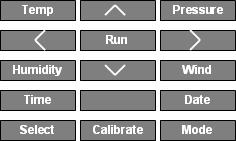 Temp Pressure
Run
Humidity Wind
Time Date
Select Calibrate Mode